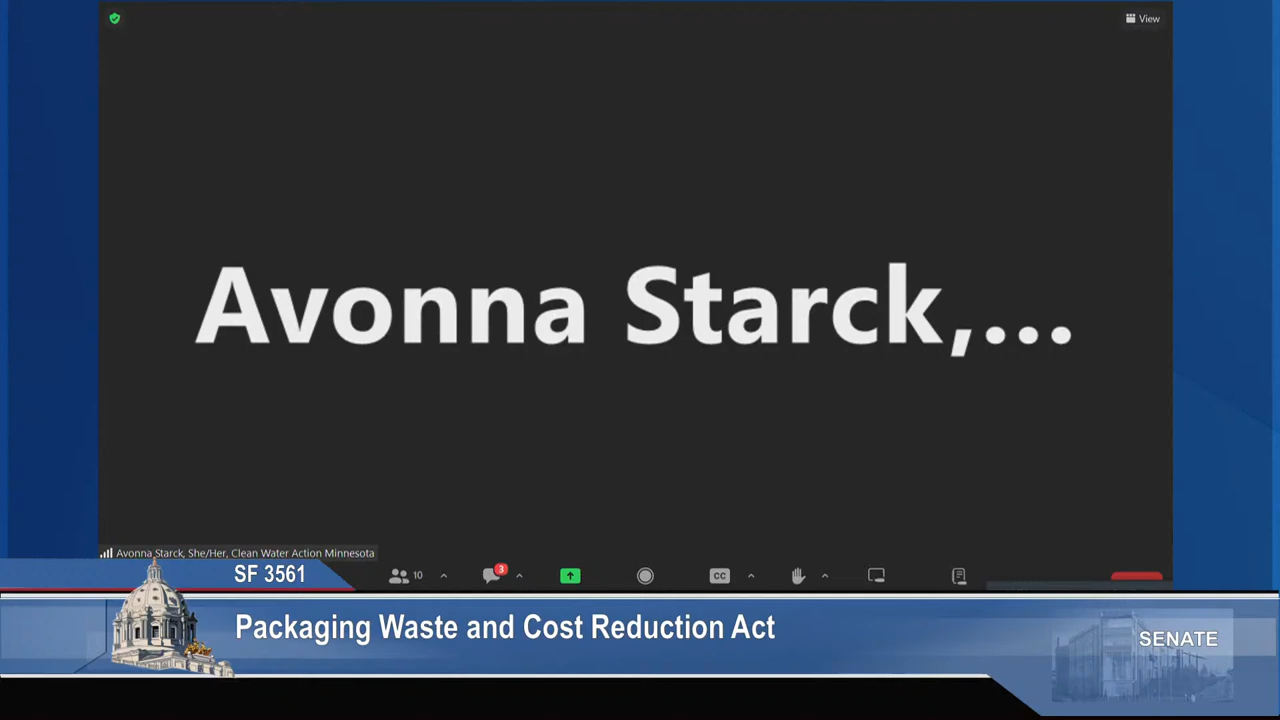 View
Avonna Starck,...
Avonna Starck, She/Her, Clean Water Action Minnesota
10
3
CC
SF 3561
Packaging Waste and Cost Reduction Act
SENATE